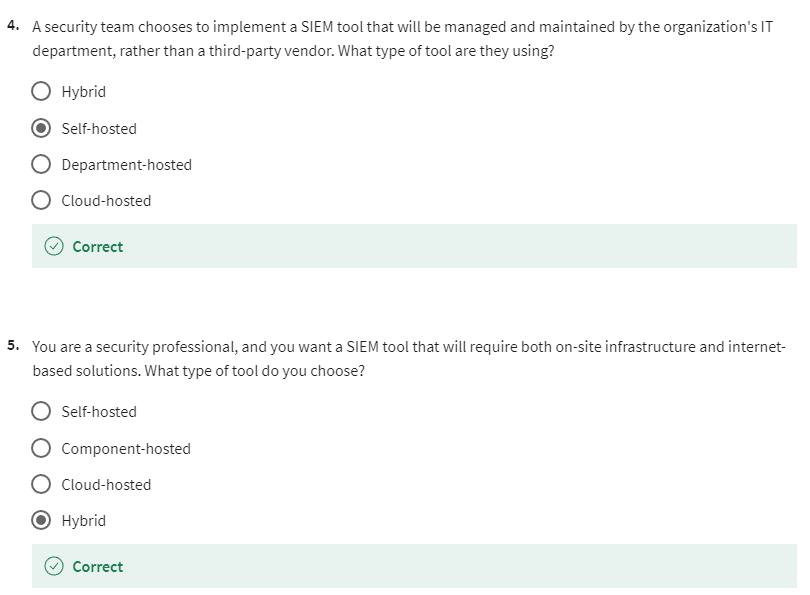 4. A security team chooses to implement a SIEM tool that will be managed and maintained by the organization's IT
department, rather than a third-party vendor. What type of tool are they using?
Hybrid
Self-hosted
Department-hosted
Cloud-hosted
Correct
5. You are a security professional, and you want a SIEM tool that will require both on-site infrastructure and internet-
based solutions. What type of tool do you choose?
Self-hosted
Component-hosted
Cloud-hosted
Hybrid
Correct